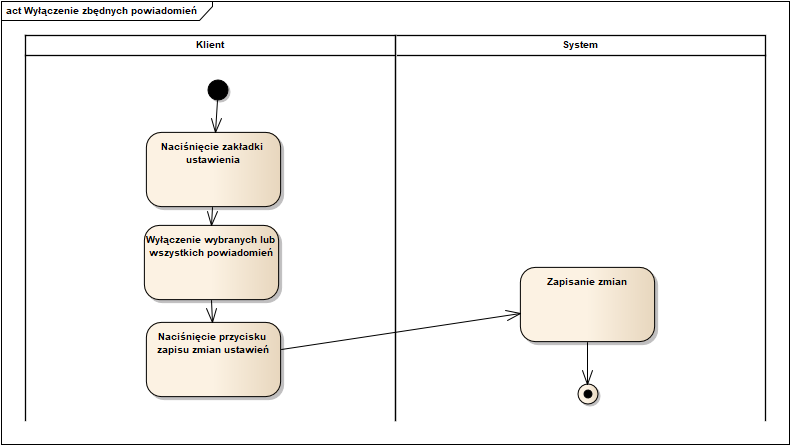 act Wyłączenie zbędnych powiadomień
Klient
System
Naciśnięcie zakładki
ustawienia
Wyłączenie wybranych lub
wszystkich powiadomień
Naciśnięcie przycisku
zapisu zmian ustawień
Zapisanie zmian